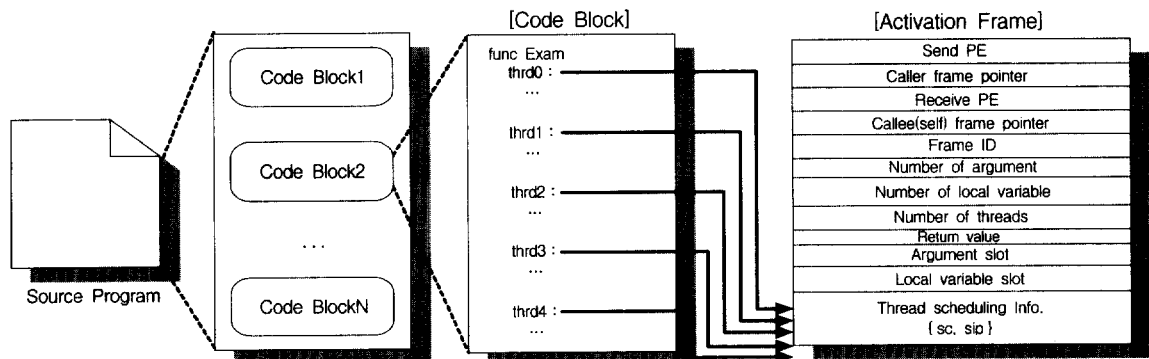 [Code Block]
[Activation Frame]
Source Program
Code Block1
Code Block2
...
Code BlockN
func Exam
thrd0 :
...
thrd1 :
...
thrd2 :
...
thrd3 :
...
thrd4 :
...
Send PE
Caller frame pointer
Receive PE
Callee(self) frame pointer
Frame ID
Number of argument
Number of local variable
Number of threads
Return value
Argument slot
Local variable slot
Thread scheduling Info.
{sc, sip}